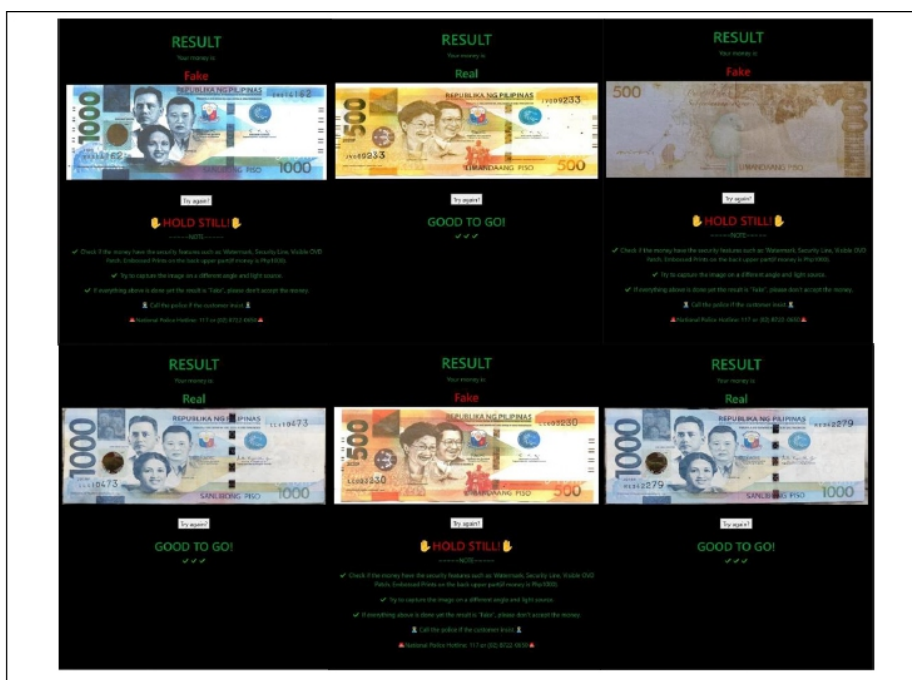 RESULT
Your money is
Fake
REPUBLIKA NG PILIPINAS
1000
1000
Try again!
HOLD STILL!
-----NOTE-----
Check if the money have the security features such as: Watermark, Security Line, Visible OVD
Patch, Embossed Prints on the back upper part(if money is Php1000).
Try to capture the image on a different angle and light source.
If everything above is done yet the result is "Fake", please don't accept the money.
Call the police if the customer insist.
National Police Hotline: 117 or (02) 8722-0650
RESULT
Your money is
Real
REPUBLIKA NG PILIPINAS
500
LIMANDAANG PISO
500
Try again!
GOOD TO GO!
RESULT
Your money is
Fake
500
LIMANDAANG PISO
Try again!
HOLD STILL!
-----NOTE-----
Check if the money have the security features such as: Watermark, Security Line, Visible OVD
Patch, Embossed Prints on the back upper part(if money is Php1000).
Try to capture the image on a different angle and light source.
If everything above is done yet the result is "Fake", please don't accept the money.
Call the police if the customer insist.
National Police Hotline: 117 or (02) 8722-0650
RESULT
Your money is
Real
REPUBLIKA NG PILIPINAS
1000
SANLIBONG PISO
1000
Try again!
GOOD TO GO!
RESULT
Your money is
Fake
REPUBLIKA NG PILIPINAS
500
LIMANDAANG PISO
500
Try again!
HOLD STILL!
-----NOTE-----
Check if the money have the security features such as: Watermark, Security Line, Visible OVD
Patch, Embossed Prints on the back upper part(if money is Php1000).
Try to capture the image on a different angle and light source.
If everything above is done yet the result is "Fake", please don't accept the money.
Call the police if the customer insist.
National Police Hotline: 117 or (02) 8722-0650
RESULT
Your money is
Real
REPUBLIKA NG PILIPINAS
1000
SANLIBONG PISO
1000
Try again!
GOOD TO GO!